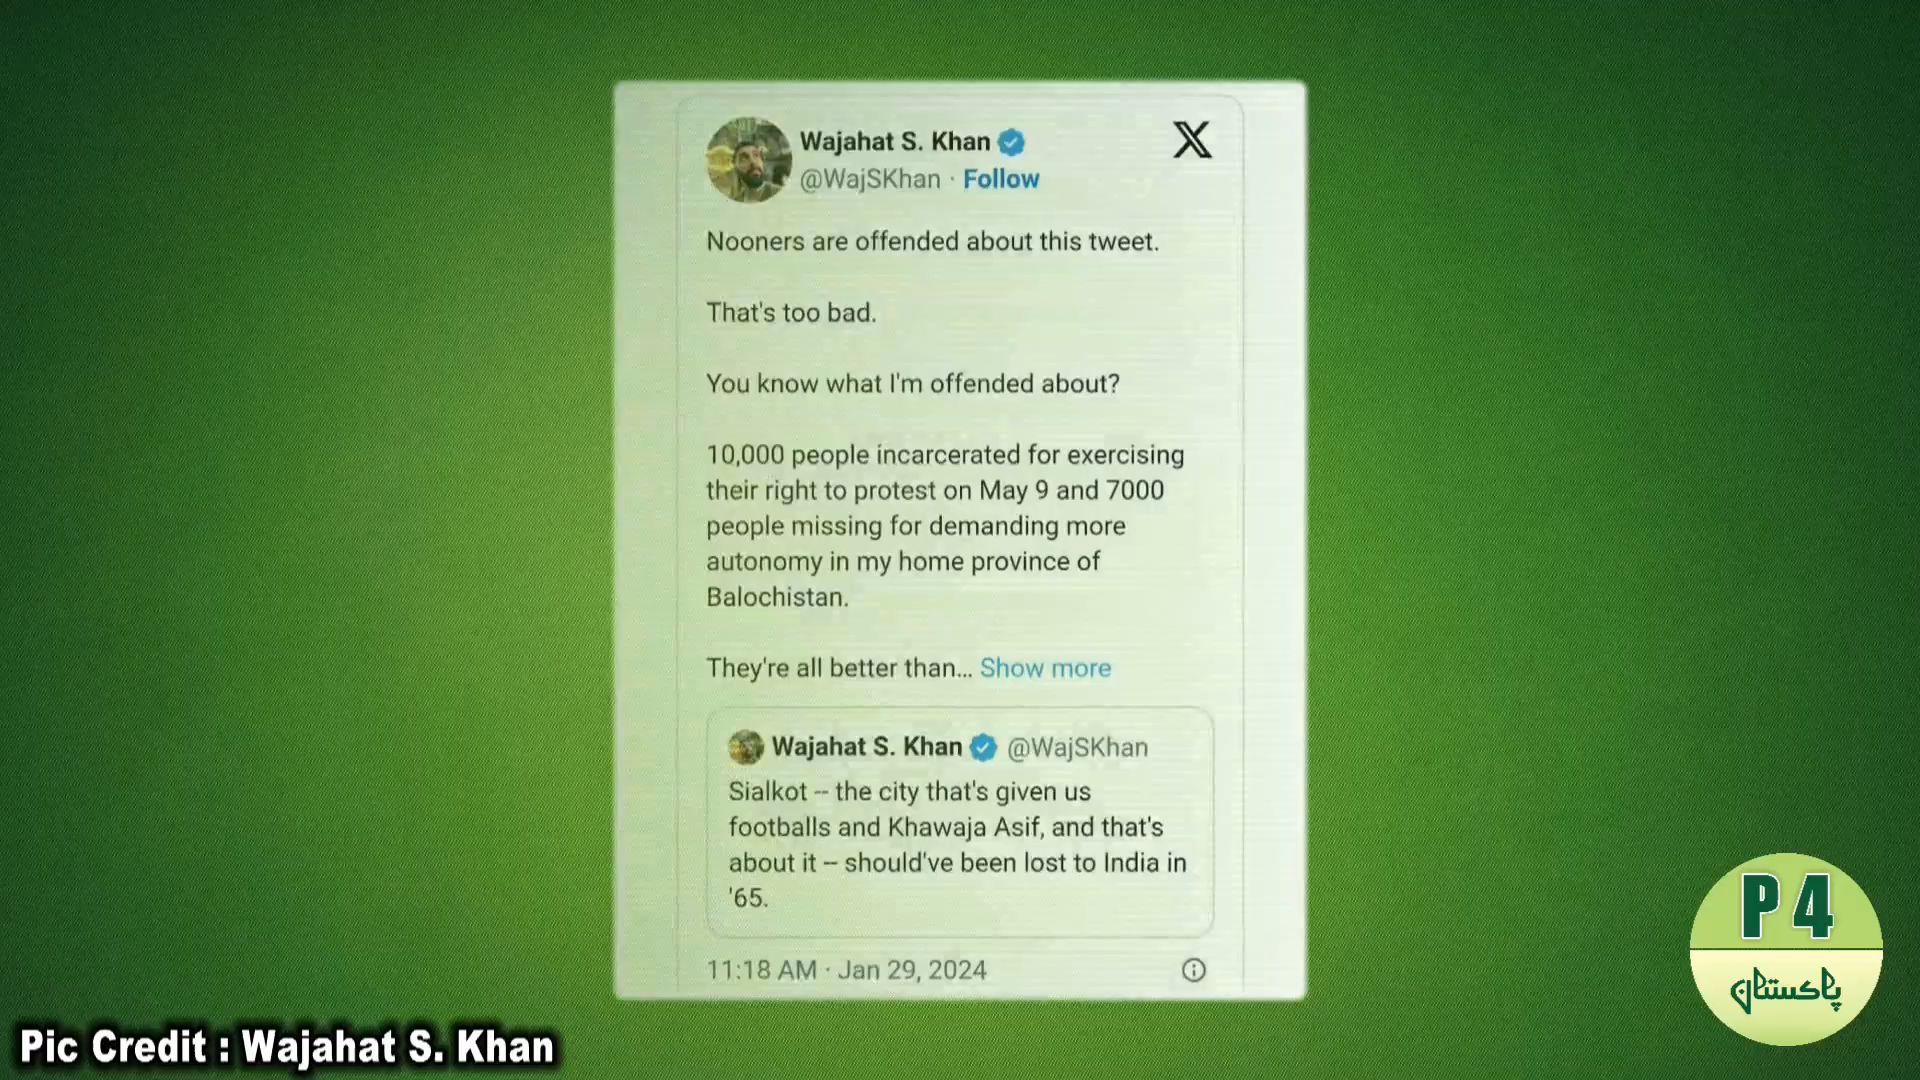 Wajahat S. Khan
@WajSKhan · Follow
Nooners are offended about this tweet.
That's too bad.
You know what I'm offended about?
10,000 people incarcerated for exercising
their right to protest on May 9 and 7000
people missing for demanding more
autonomy in my home province of
Balochistan.
They're all better than... Show more
Wajahat S. Khan @WajSKhan
Sialkot -- the city that's given us
footballs and Khawaja Asif, and that's
about it -- should've been lost to India in
'65.
11:18 AM · Jan 29, 2024
P4
پاکستان
Pic Credit : Wajahat S. Khan